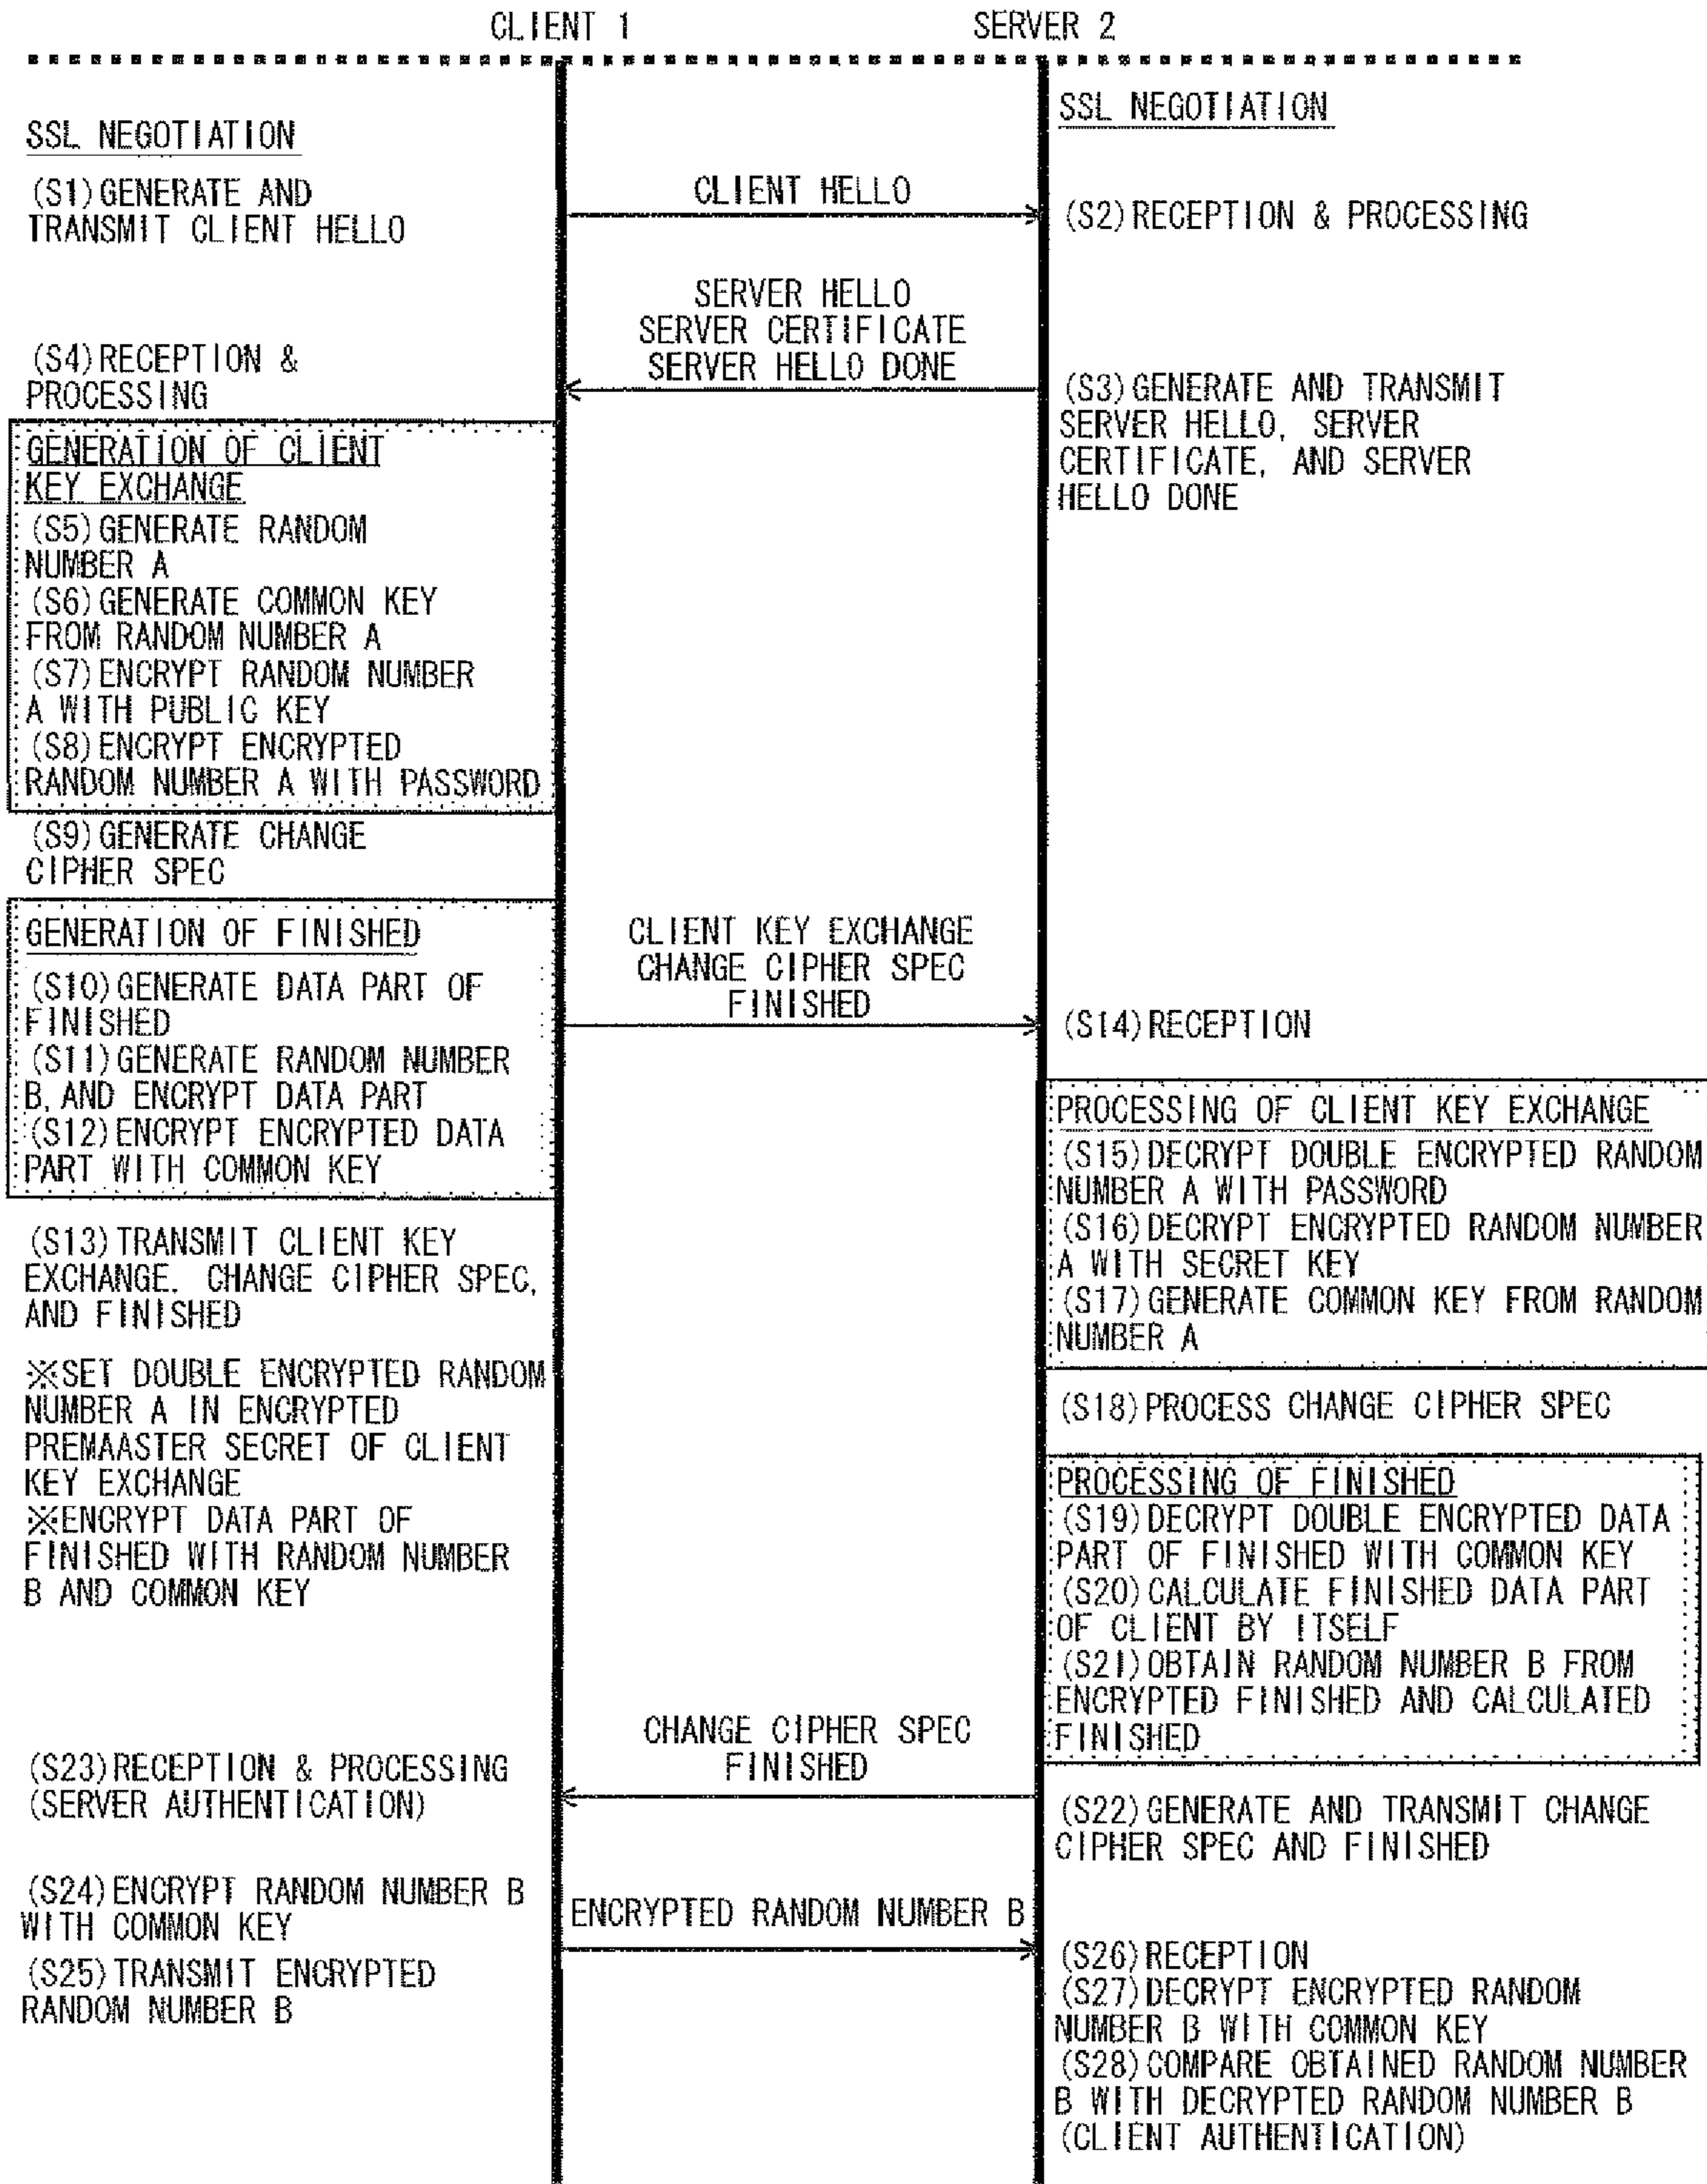 CLIENT 1
SERVER 2
SSL NEGOTIATION
SSL NEGOTIATION
(S1)GENERATE AND
TRANSMIT CLIENT HELLO
CLIENT HELLO
(S2)RECEPTION & PROCESSING
SERVER HELLO
SERVER CERTIFICATE
SERVER HELLO DONE
(S3)GENERATE AND TRANSMIT
SERVER HELLO, SERVER
CERTIFICATE, AND SERVER
HELLO DONE
(S4)RECEPTION &
PROCESSING
GENERATION OF CLIENT
KEY EXCHANGE
(S5)GENERATE RANDOM
NUMBER A
(S6)GENERATE COMMON KEY
FROM RANDOM NUMBER A
(S7)ENCRYPT RANDOM NUMBER
A WITH PUBLIC KEY
(S8)ENCRYPT ENCRYPTED
RANDOM NUMBER A WITH PASSWORD
(S9)GENERATE CHANGE
CIPHER SPEC
GENERATION OF FINISHED
(S10)GENERATE DATA PART OF
FINISHED
(S11)GENERATE RANDOM NUMBER
B, AND ENCRYPT DATA PART
(S12)ENCRYPT ENCRYPTED DATA
PART WITH COMMON KEY
(S13)TRANSMIT CLIENT KEY
EXCHANGE, CHANGE CIPHER SPEC,
AND FINISHED
※SET DOUBLE ENCRYPTED RANDOM
NUMBER A IN ENCRYPTED
PREMAASTER SECRET OF CLIENT
KEY EXCHANGE
※ENCRYPT DATA PART OF
FINISHED WITH RANDOM NUMBER
B AND COMMON KEY
CLIENT KEY EXCHANGE
CHANGE CIPHER SPEC
FINISHED
(S14)RECEPTION
PROCESSING OF CLIENT KEY EXCHANGE
(S15)DECRYPT DOUBLE ENCRYPTED RANDOM
NUMBER A WITH PASSWORD
(S16)DECRYPT ENCRYPTED RANDOM NUMBER
A WITH SECRET KEY
(S17)GENERATE COMMON KEY FROM RANDOM
NUMBER A
(S18)PROCESS CHANGE CIPHER SPEC
PROCESSING OF FINISHED
(S19)DECRYPT DOUBLE ENCRYPTED DATA
PART OF FINISHED WITH COMMON KEY
(S20)CALCULATE FINISHED DATA PART
OF CLIENT BY ITSELF
(S21)OBTAIN RANDOM NUMBER B FROM
ENCRYPTED FINISHED AND CALCULATED
FINISHED
CHANGE CIPHER SPEC
FINISHED
(S22)GENERATE AND TRANSMIT CHANGE
CIPHER SPEC AND FINISHED
(S23)RECEPTION & PROCESSING
(SERVER AUTHENTICATION)
(S24)ENCRYPT RANDOM NUMBER B
WITH COMMON KEY
(S25)TRANSMIT ENCRYPTED
RANDOM NUMBER B
ENCRYPTED RANDOM NUMBER B
(S26)RECEPTION
(S27)DECRYPT ENCRYPTED RANDOM
NUMBER B WITH COMMON KEY
(S28)COMPARE OBTAINED RANDOM NUMBER
B WITH DECRYPTED RANDOM NUMBER B
(CLIENT AUTHENTICATION)